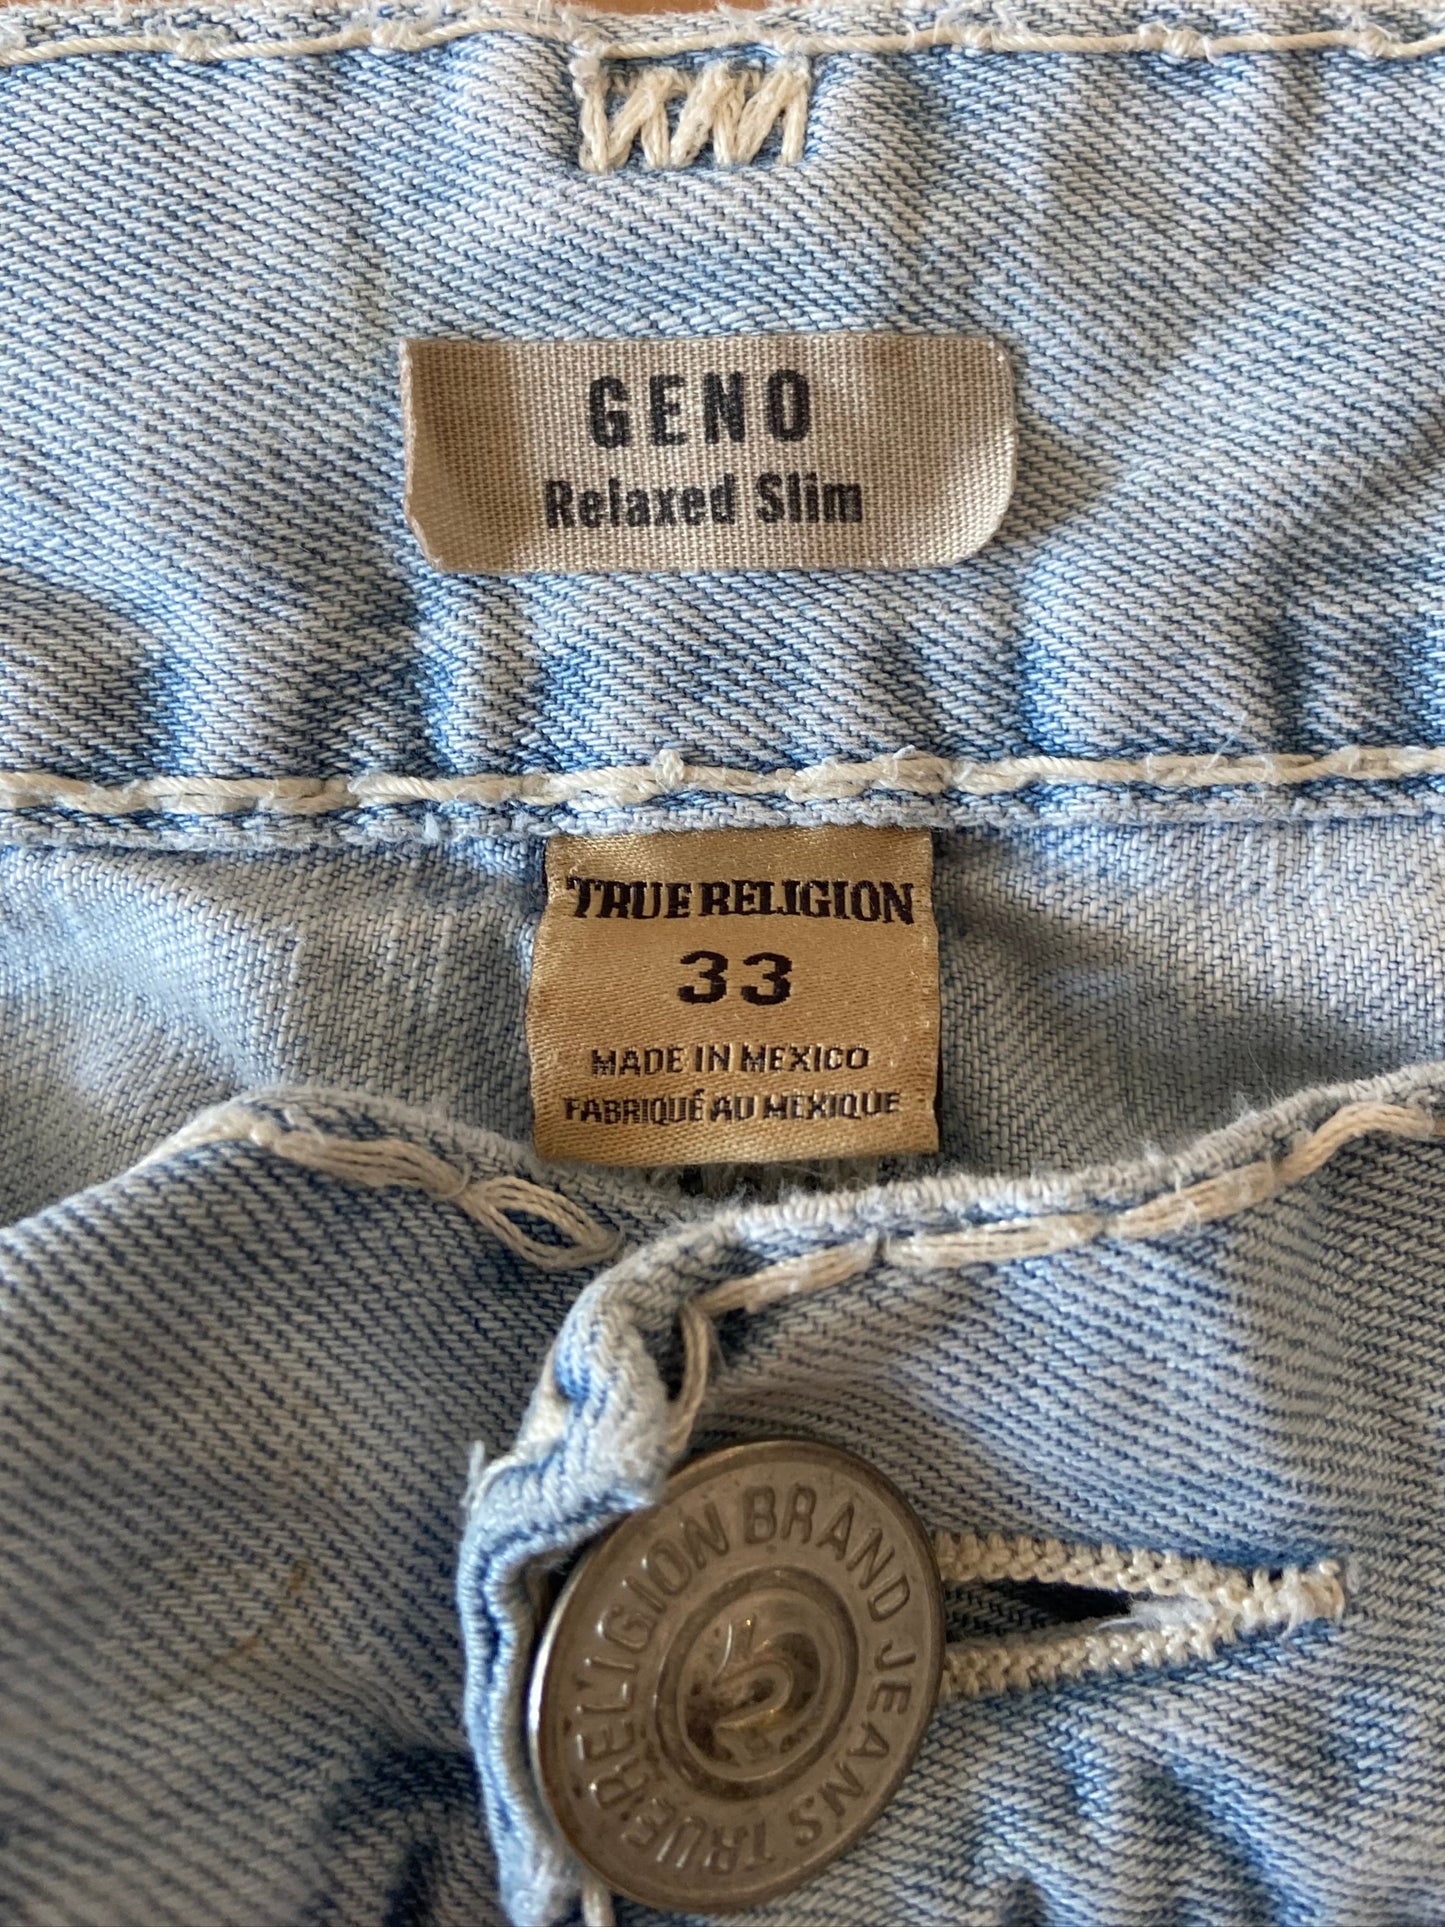 GENO
Relaxed Slim
TRUE RELIGION
33
MADE IN MEXICO
FABRIQUÉ AU MEXIQUE
TRUE RELIGION BRAND JEANS